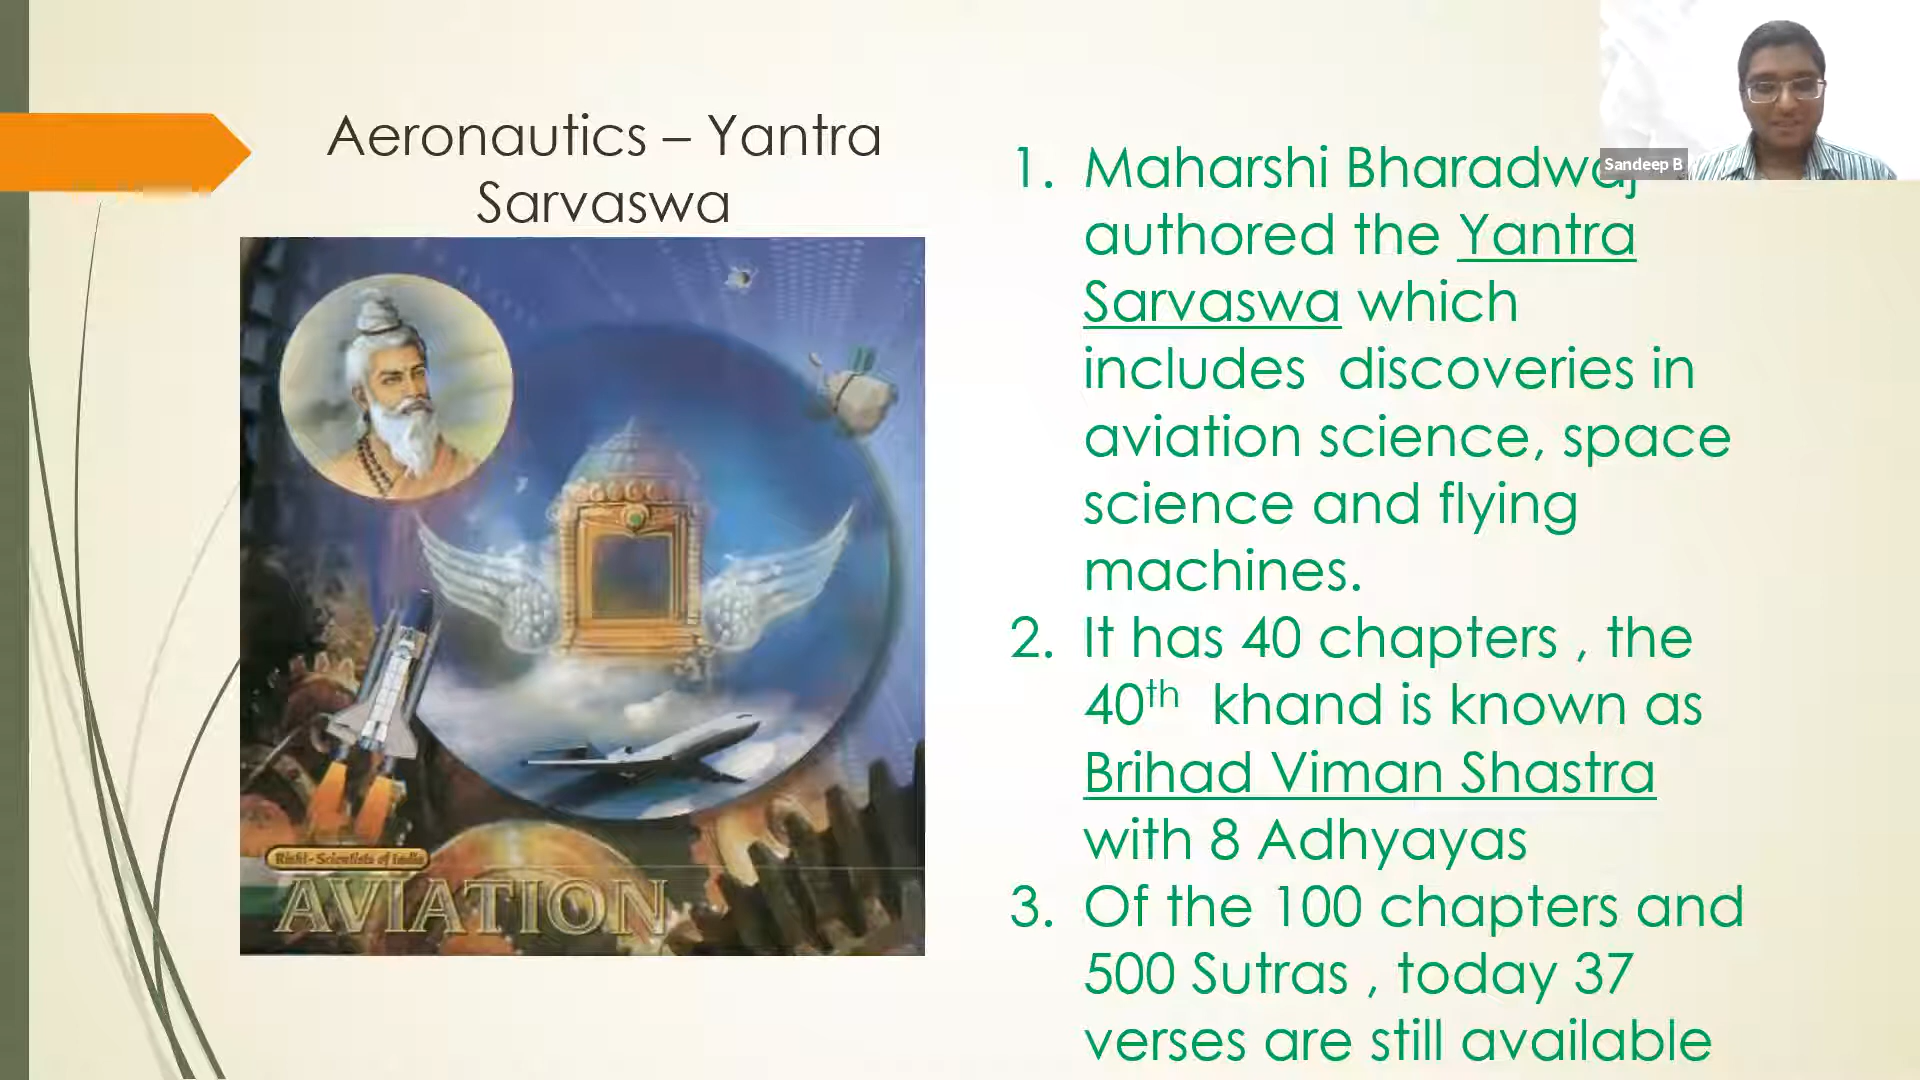 Aeronautics – Yantra
Sarvaswa
Rishi-Scientists of India
AVIATION
1. Maharshi Bharadwaj
authored the Yantra
Sarvaswa which
includes discoveries in
aviation science, space
science and flying
machines.
2. It has 40 chapters , the
40th khand is known as
Brihad Viman Shastra
with 8 Adhyayas
3. Of the 100 chapters and
500 Sutras , today 37
verses are still available
Sandeep B